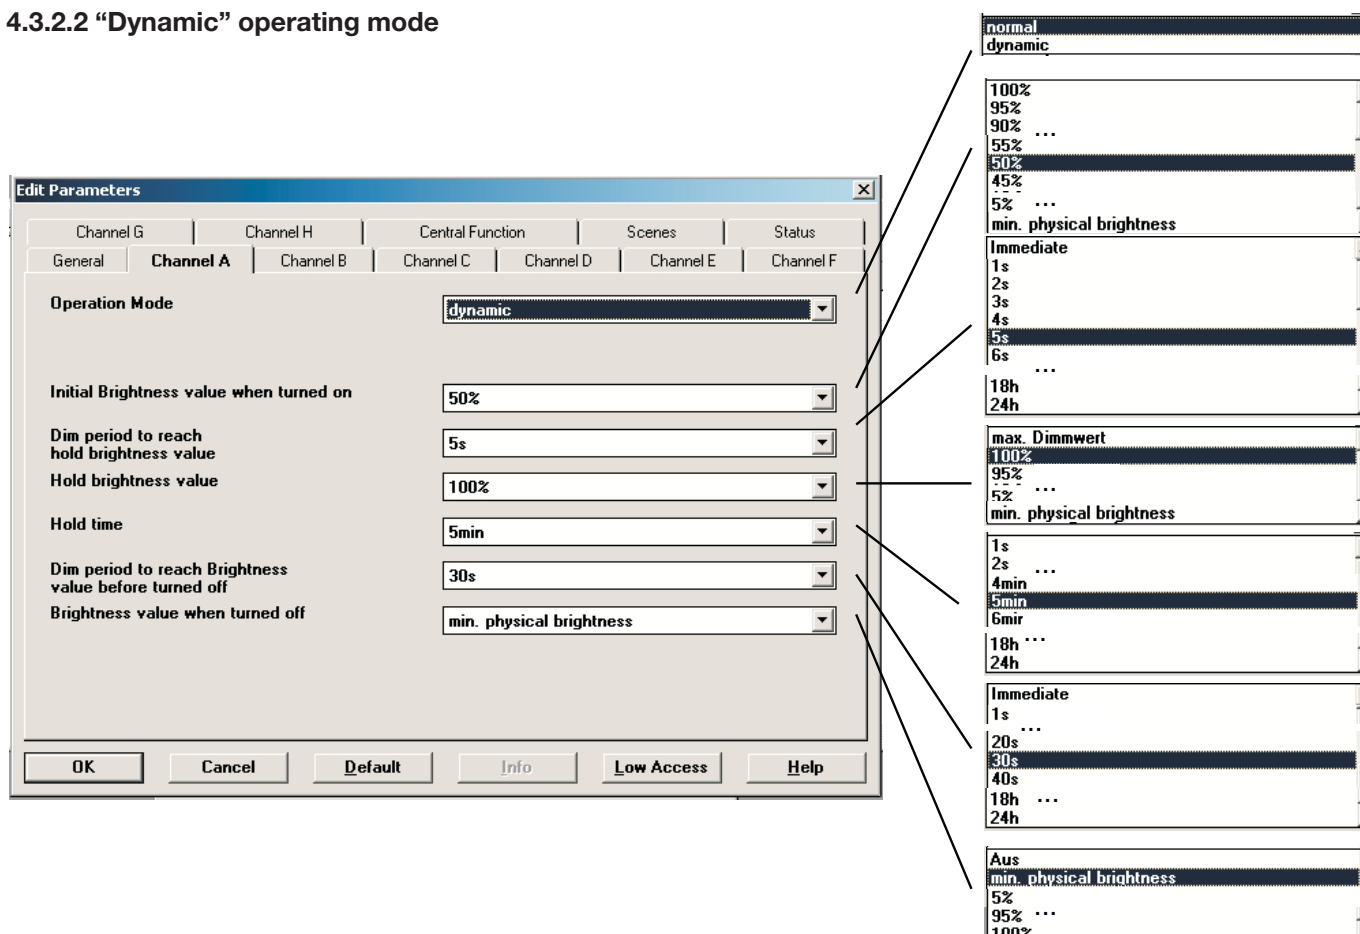 4.3.2.2 “Dynamic” operating mode
normal
dynamic
100%
95%
90% ...
55%
50%
45%
5% ...
min. physical brightness
Immediate
1s
2s
3s
4s
5s
6s
...
18h
24h
max. Dimmwert
100%
95%
5% ...
min. physical brightness
1s
2s ...
4min
5min
6mir
18h ...
24h
Immediate
1s
...
20s
30s
40s
18h ...
24h
Aus
min. physical brightness
5%
95% ...
100%
Edit Parameters
Channel G Channel H Central Function Scenes Status
General Channel A Channel B Channel C Channel D Channel E Channel F
Operation Mode dynamic
Initial Brightness value when turned on 50%
Dim period to reach
hold brightness value 5s
Hold brightness value 100%
Hold time 5min
Dim period to reach Brightness
value before turned off 30s
Brightness value when turned off min. physical brightness
OK Cancel Default Info Low Access Help